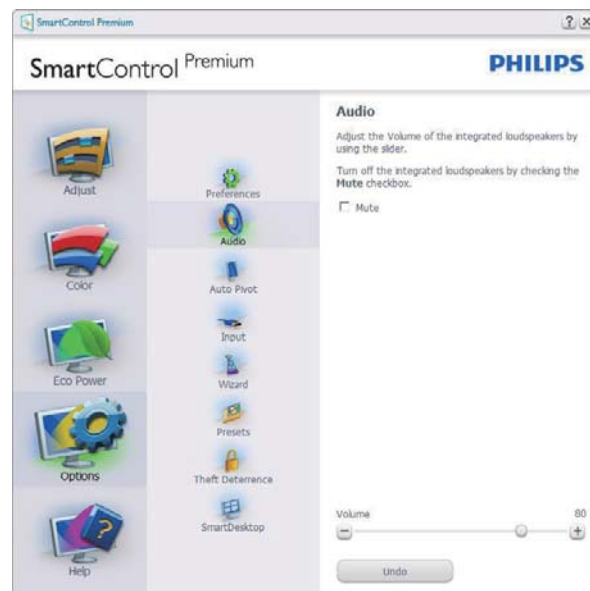 SmartControl Premium
SmartControl Premium
PHILIPS
Adjust
Color
Eco Power
Options
Help
Preferences
Audio
Auto Pivot
Input
Wizard
Presets
Theft Deterrence
SmartDesktop
Audio
Adjust the Volume of the integrated loudspeakers by
using the slider.
Turn off the integrated loudspeakers by checking the
Mute checkbox.
Mute
Volume 80
Undo